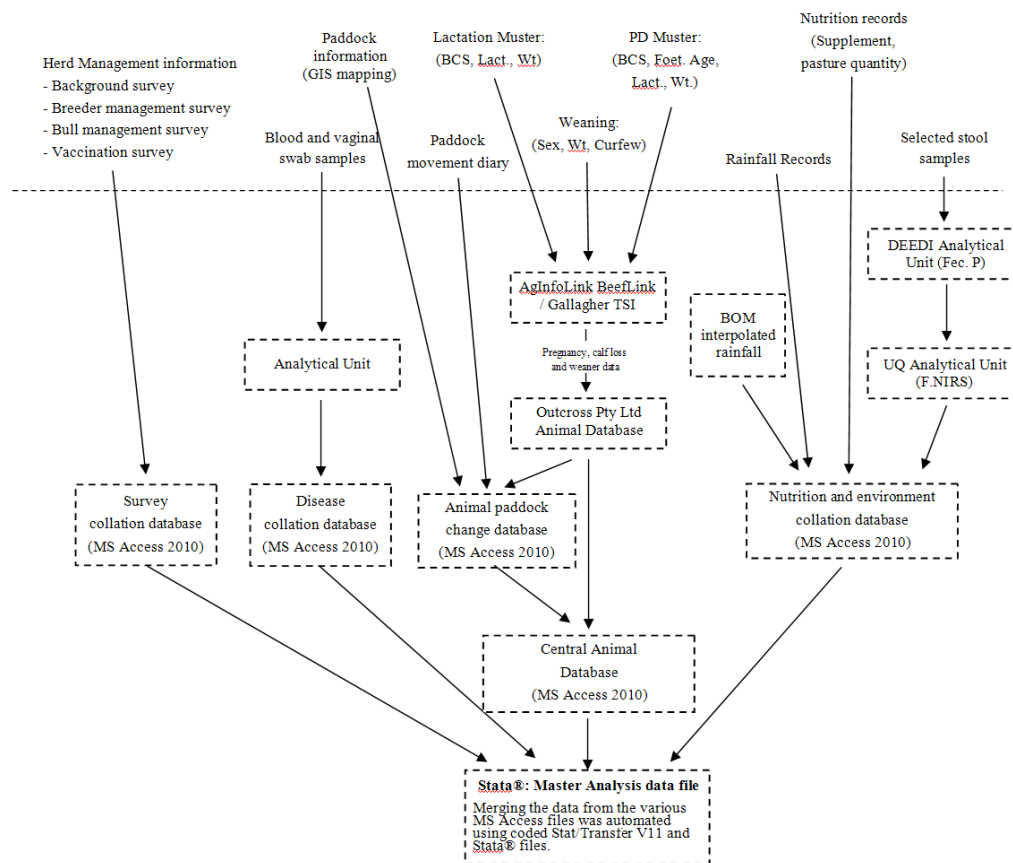 Nutrition records
(Supplement,
pasture quantity)
Paddock
information
(GIS mapping)
Lactation Muster:
(BCS, Lact., Wt)
PD Muster:
(BCS, Foet. Age,
Lact., Wt.)
Herd Management information
- Background survey
- Breeder management survey
- Bull management survey
- Vaccination survey
Blood and vaginal
swab samples
Paddock
movement diary
Weaning:
(Sex, Wt, Curfew)
Rainfall Records
Selected stool
samples
DEEDI Analytical
Unit (Fec. P)
AgInfoLink BeefLink
/ Gallagher TSI
BOM
interpolated
rainfall
Analytical Unit
Pregnancy, calf loss
and weaner data
UQ Analytical Unit
(F.NIRS)
Outcross Pty Ltd
Animal Database
Survey
collation database
(MS Access 2010)
Disease
collation database
(MS Access 2010)
Animal paddock
change database
(MS Access 2010)
Nutrition and environment
collation database
(MS Access 2010)
Central Animal
Database
(MS Access 2010)
Stata®: Master Analysis data file
Merging the data from the various
MS Access files was automated
using coded Stat/Transfer V11 and
Stata® files.